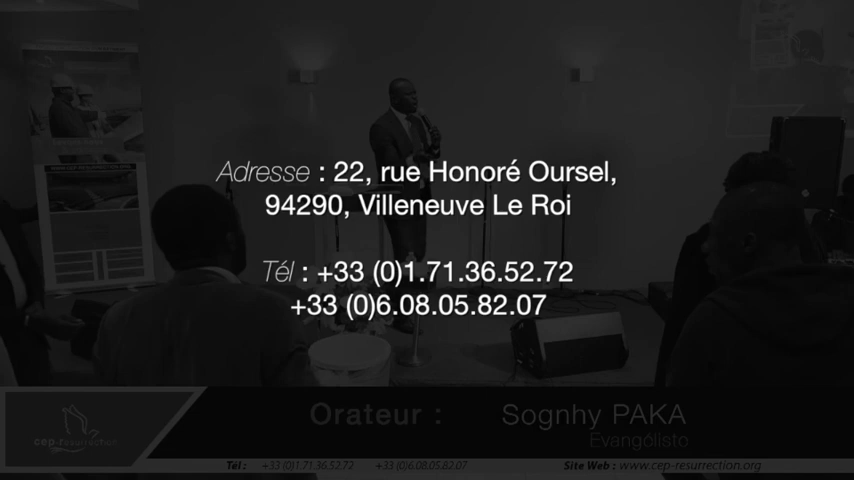 Adresse : 22, rue Honoré Oursel,
94290, Villeneuve Le Roi
Tél : +33 (0)1.71.36.52.72
+33 (0)6.08.05.82.07
Orateur : Sognhy PAKA
Evangélisto
cep-resurrection
Tél : +33 (0)1.71.36.52.72 +33 (0)6.08.05.82.07 Site Web : www.cep-resurrection.org